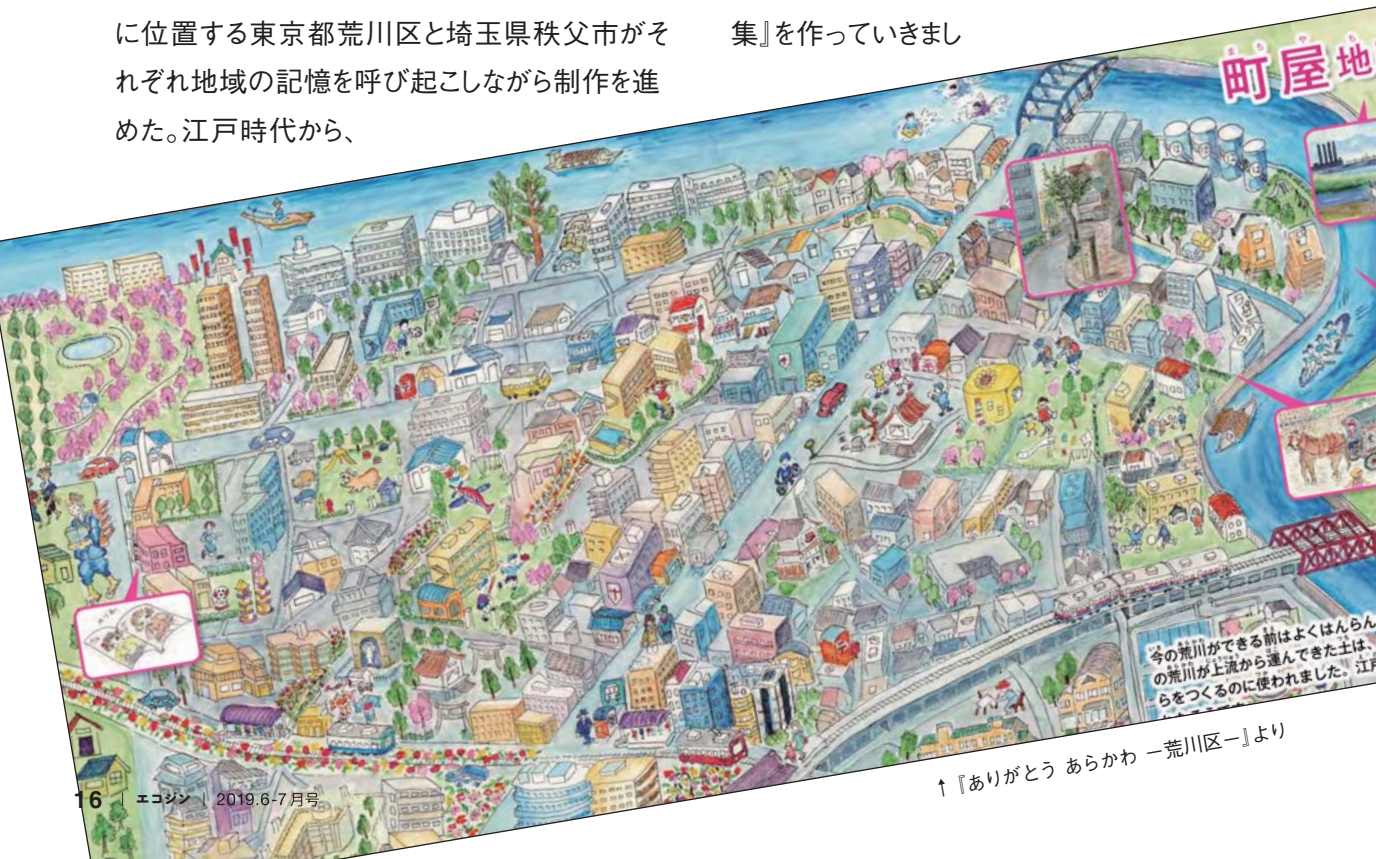 に位置する東京都荒川区と埼玉県秩父市がそ
れぞれ地域の記憶を呼び起こしながら制作を進
めた。江戸時代から、
集』を作っていきまし
まちや ち
町屋地
今の荒川ができる前はよくはんらん
の荒川が上流から運んできた土は、
らをつくるのに使われました。江戸
↑『ありがとう あらかわ −荒川区−』より
16 | エコジン | 2019.6-7月号